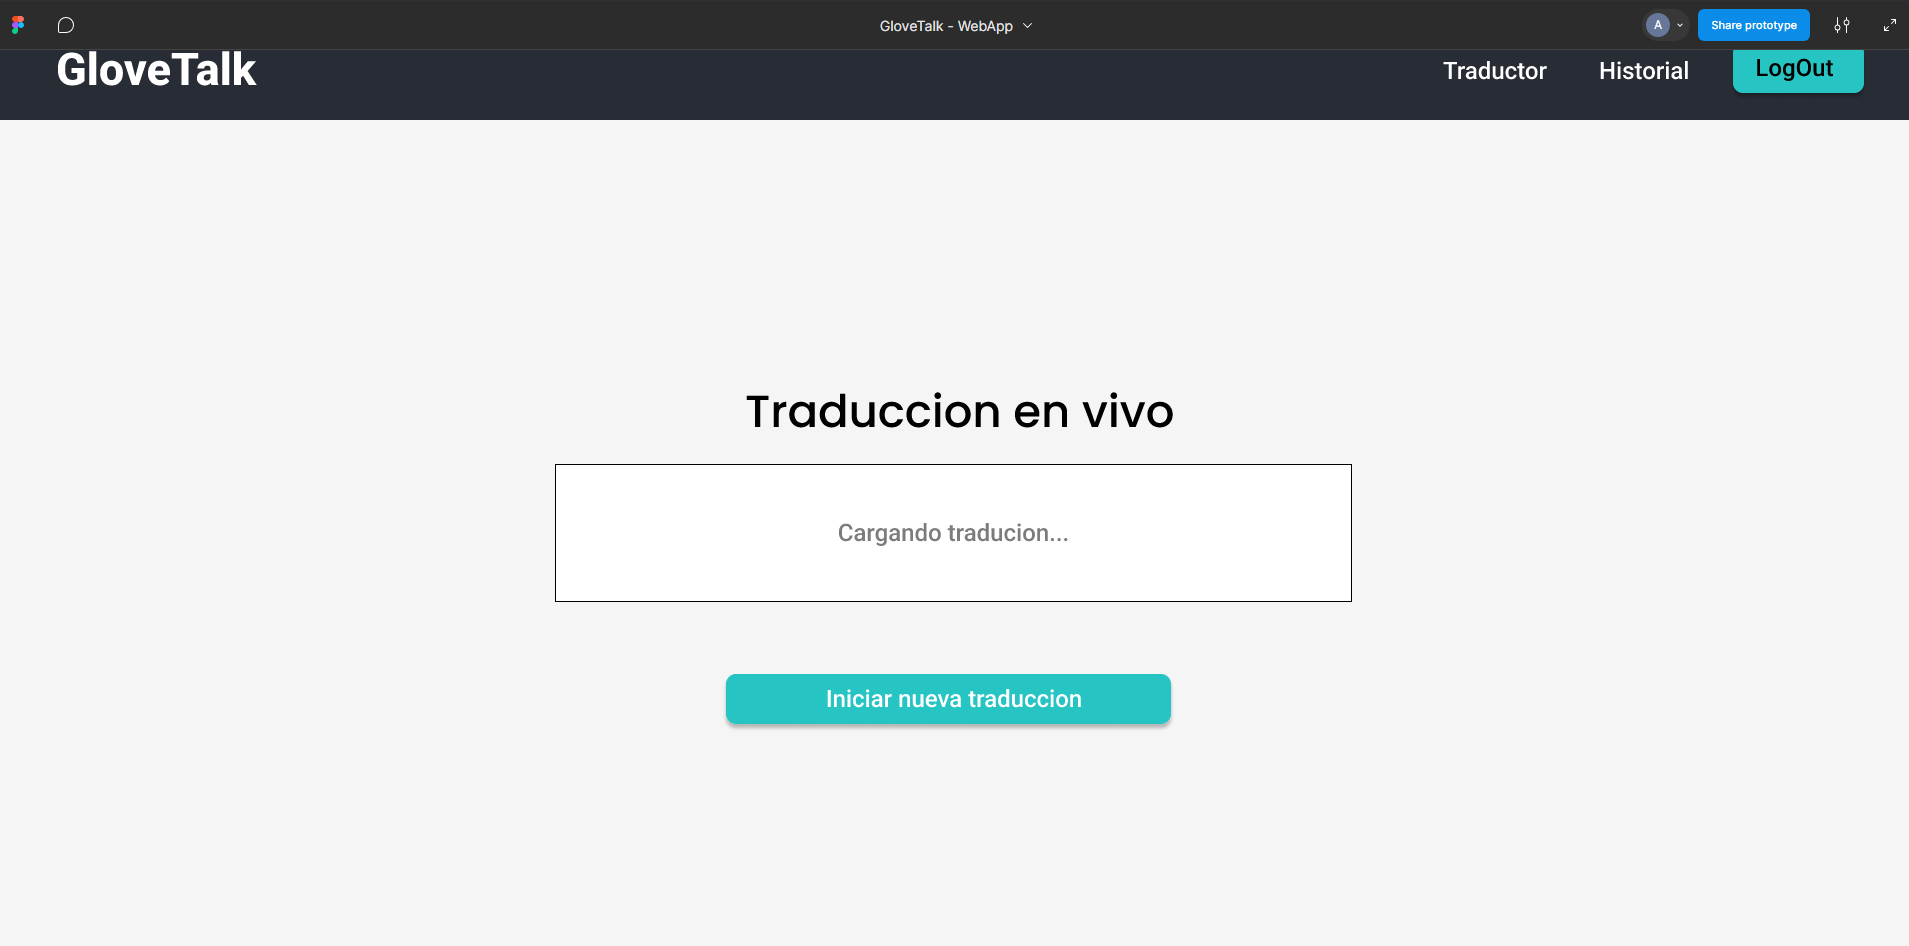 GloveTalk - WebApp
A
Share prototype
GloveTalk
Traductor
Historial
LogOut
Traduccion en vivo
Cargando traducion...
Iniciar nueva traduccion